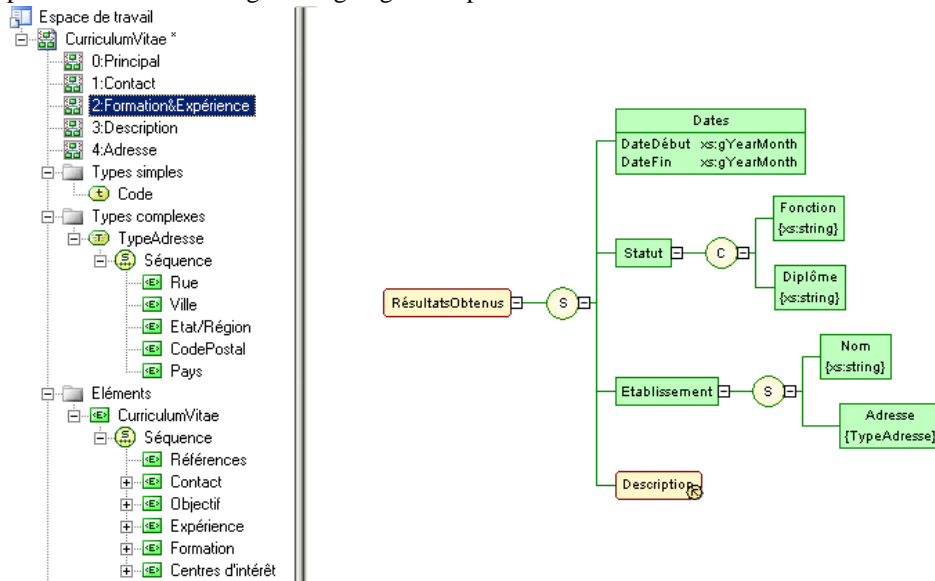 Espace de travail
CurriculumVitae *
0:Principal
1:Contact
2:Formation&Expérience
3:Description
4:Adresse
Types simples
t Code
Types complexes
T TypeAdresse
S Séquence
<E> Rue
<E> Ville
<E> Etat/Région
<E> CodePostal
<E> Pays
Eléments
<E> CurriculumVitae
S Séquence
<E> Références
<E> Contact
<E> Objectif
<E> Expérience
<E> Formation
<E> Centres d'intérêt
RésultatsObtenus
S
Dates
DateDébut xs:gYearMonth
DateFin xs:gYearMonth
Statut
C
Fonction
{xs:string}
Diplôme
{xs:string}
Etablissement
S
Nom
{xs:string}
Adresse
{TypeAdresse}
Description